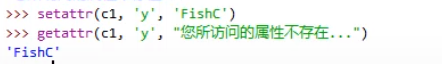 >>> setattr(c1, 'y', 'FishC')
>>> getattr(c1, 'y', "您所访问的属性不存在...")
'FishC'